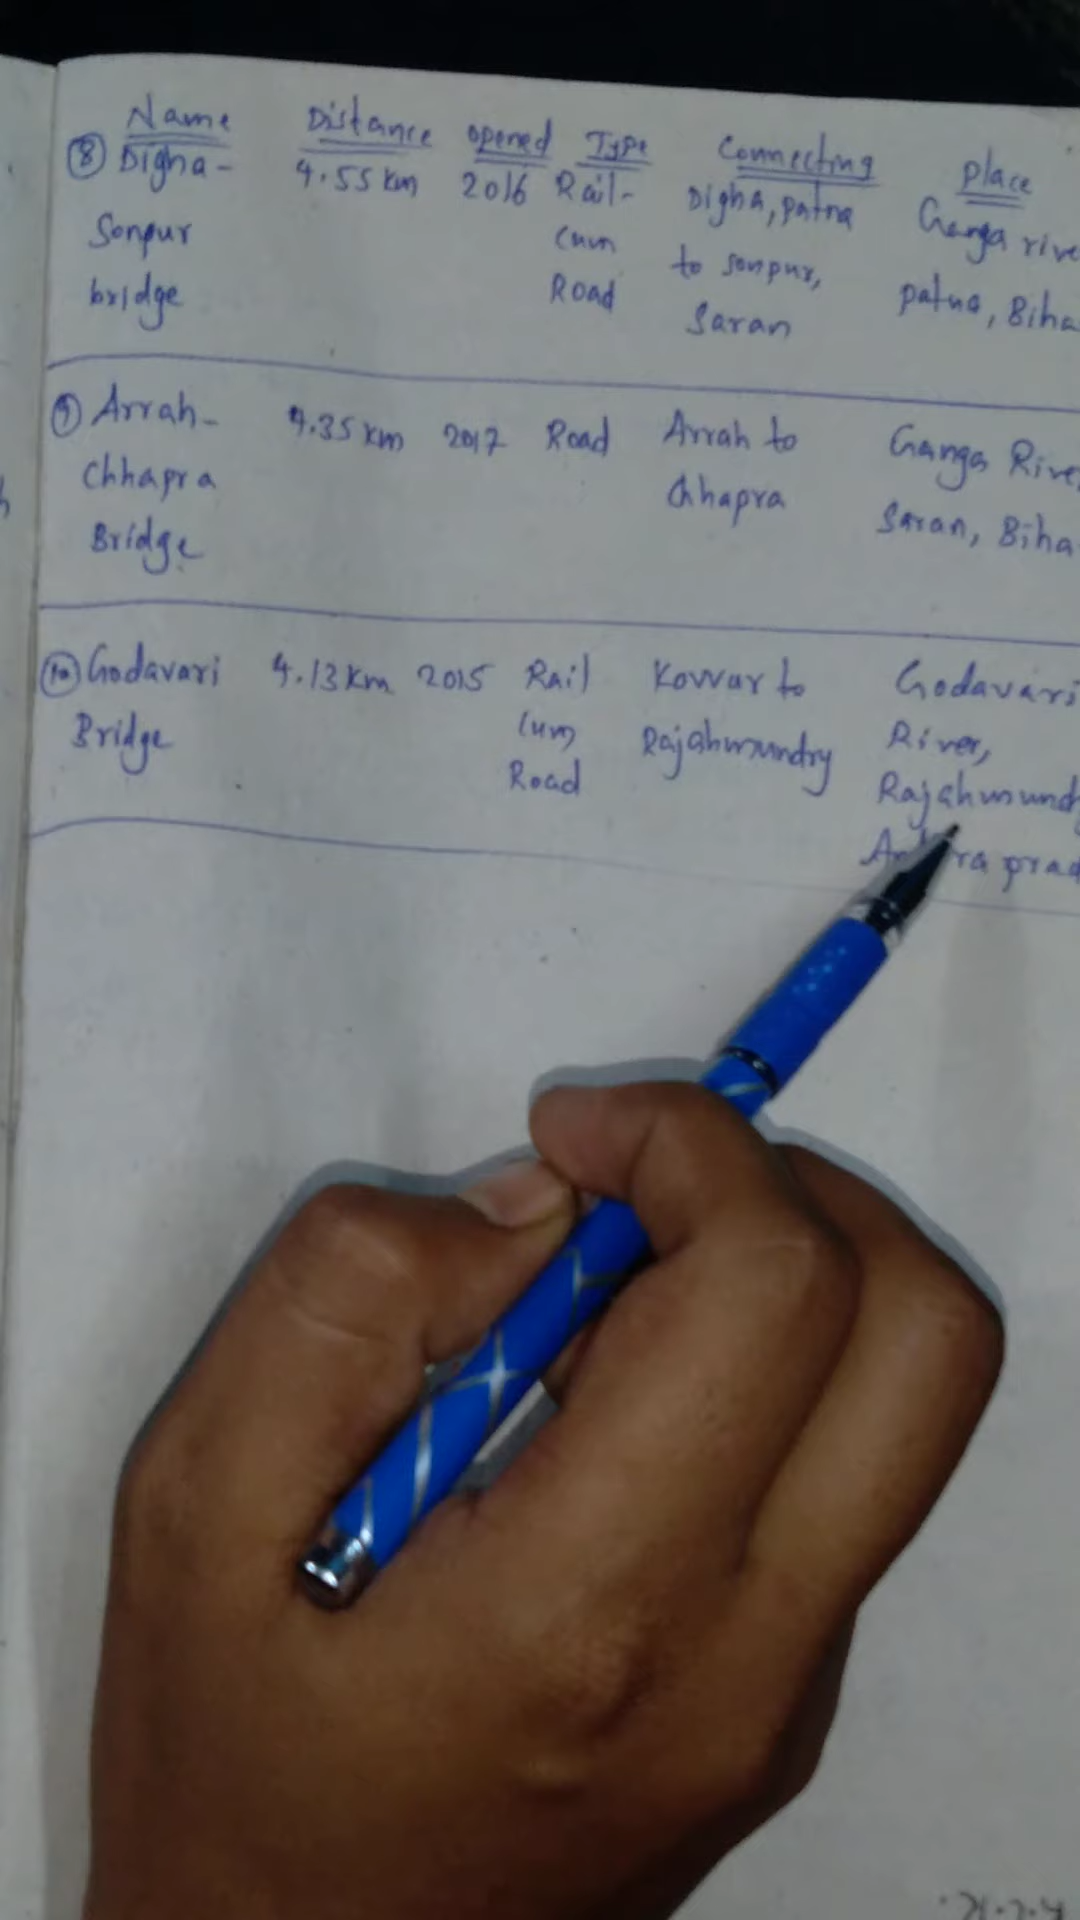 Name Distance opened Type Connecting place
⑧ Digha- 4.55 km 2016 Rail- Digha, patna Ganga rive
Sonpur cum to sonpur, patna, Biha
bridge Road Saran
⑨ Arrah- 4.35 km 2017 Road Arrah to Ganga Rive
Chhapra Chhapra Saran, Biha
Bridge
⑩ Godavari 4.13 km 2015 Rail Kovvur to Godavari
Bridge cum Rajahmundry River,
Road Rajahmund
prad